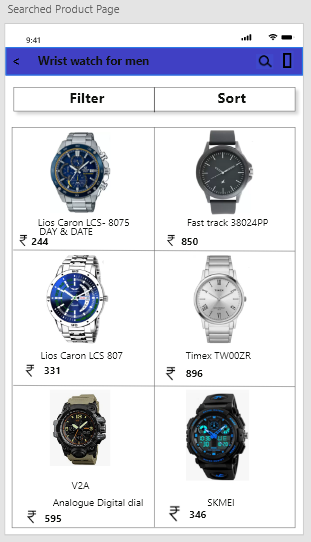 Searched Product Page
9:41
< Wrist watch for men
Filter Sort
Lios Caron LCS- 8075
DAY & DATE
₹ 244
Fast track 38024PP
₹ 850
Lios Caron LCS 807
₹ 331
TIMEX
Timex TW00ZR
₹ 896
V2A
Analogue Digital dial
₹ 595
SKMEI
₹ 346